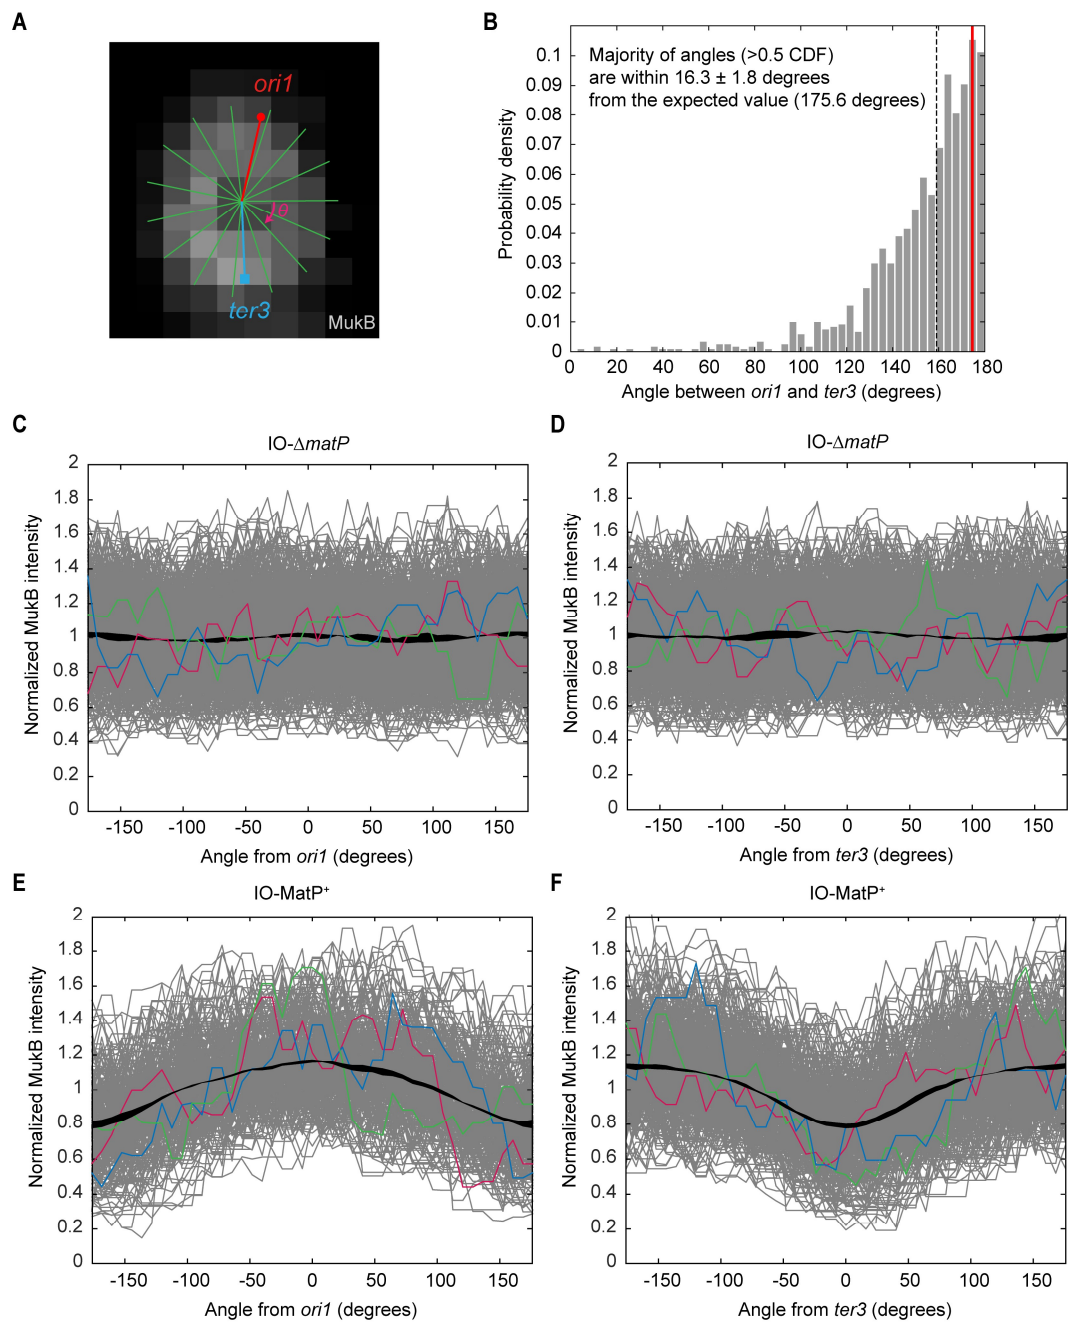 A
ori1
θ
ter3
MukB
B
Majority of angles (>0.5 CDF)
are within 16.3 ± 1.8 degrees
from the expected value (175.6 degrees)
Probability density
0.1
0.09
0.08
0.07
0.06
0.05
0.04
0.03
0.02
0.01
0
0 20 40 60 80 100 120 140 160 180
Angle between ori1 and ter3 (degrees)
C
IO-ΔmatP
Normalized MukB intensity
2
1.8
1.6
1.4
1.2
1
0.8
0.6
0.4
0.2
0
-150 -100 -50 0 50 100 150
Angle from ori1 (degrees)
D
IO-ΔmatP
Normalized MukB intensity
2
1.8
1.6
1.4
1.2
1
0.8
0.6
0.4
0.2
0
-150 -100 -50 0 50 100 150
Angle from ter3 (degrees)
E
IO-MatP+
Normalized MukB intensity
2
1.8
1.6
1.4
1.2
1
0.8
0.6
0.4
0.2
0
-150 -100 -50 0 50 100 150
Angle from ori1 (degrees)
F
IO-MatP+
Normalized MukB intensity
2
1.8
1.6
1.4
1.2
1
0.8
0.6
0.4
0.2
0
-150 -100 -50 0 50 100 150
Angle from ter3 (degrees)